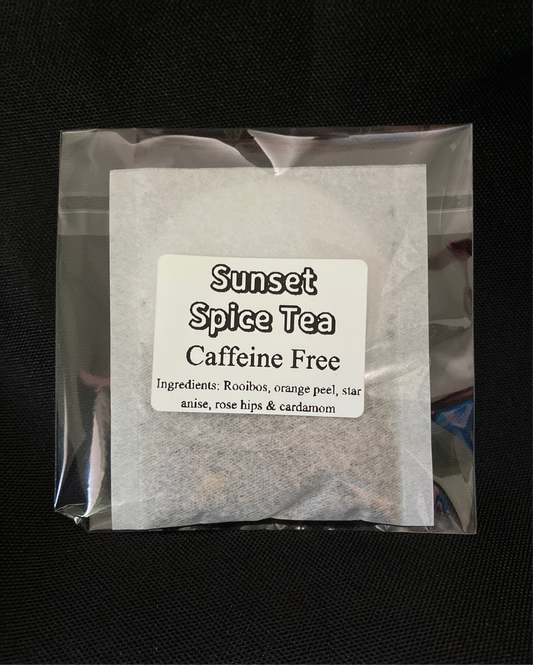 Sunset
Spice Tea
Caffeine Free
Ingredients: Rooibos, orange peel, star
anise, rose hips & cardamom